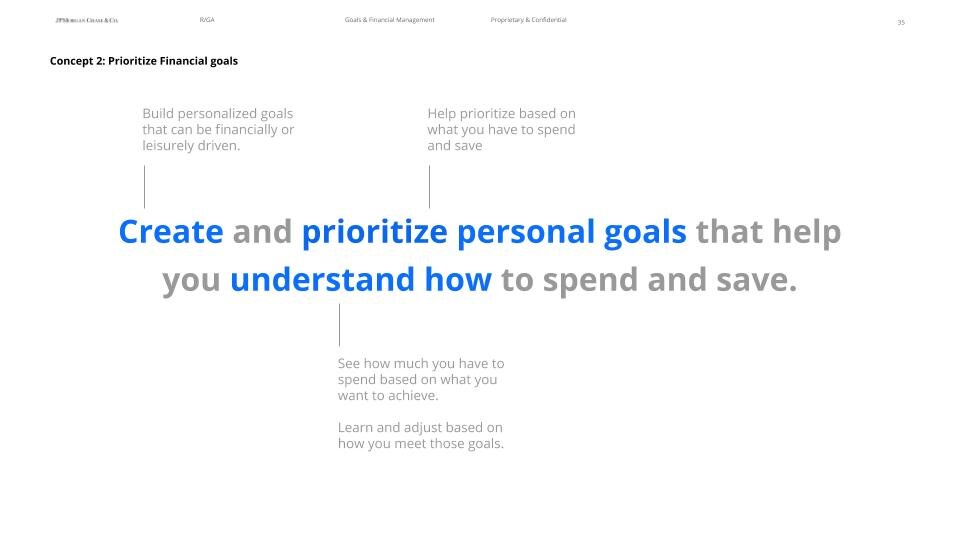 JPMORGAN CHASE & CO. R/GA Goals & Financial Management Proprietary & Confidential 35
Concept 2: Prioritize Financial goals
Build personalized goals
that can be financially or
leisurely driven.
Help prioritize based on
what you have to spend
and save
Create and prioritize personal goals that help
you understand how to spend and save.
See how much you have to
spend based on what you
want to achieve.
Learn and adjust based on
how you meet those goals.